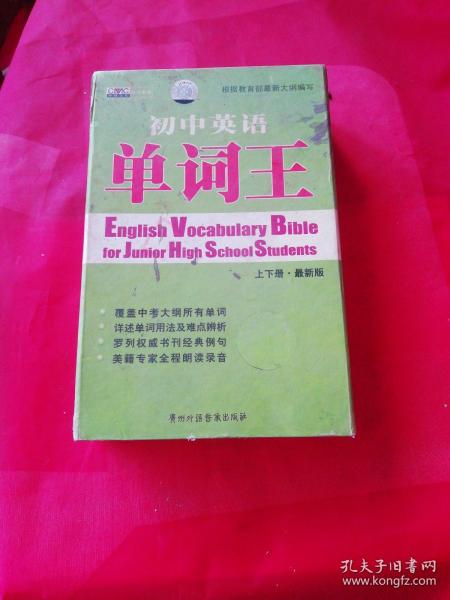 根据教育部最新大纲编写
初中英语
单词王
English Vocabulary Bible
for Junior High School Students
上下册·最新版
覆盖中考大纲所有单词
详述单词用法及难点辨析
罗列权威书刊经典例句
美籍专家全程朗读录音
广州外语音像出版社
孔夫子旧书网
www.kongfz.com